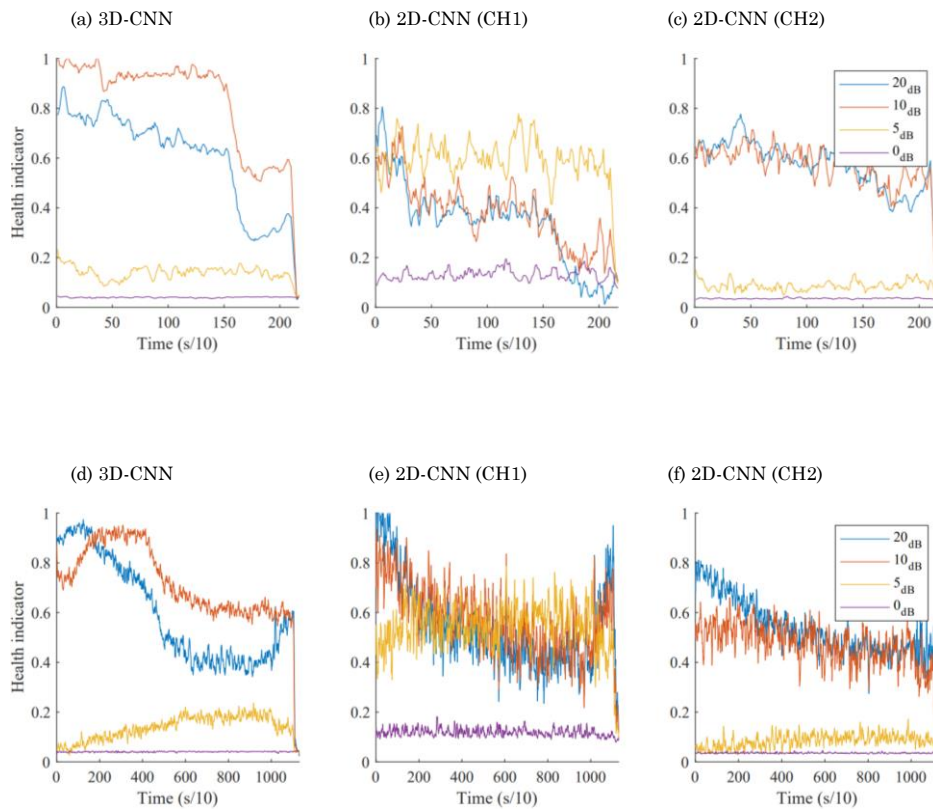 (a) 3D-CNN
(b) 2D-CNN (CH1)
(c) 2D-CNN (CH2)
Health indicator
1
0.8
0.6
0.4
0.2
0
0 50 100 150 200
Time (s/10)
1
0.8
0.6
0.4
0.2
0
0 50 100 150 200
Time (s/10)
1
0.8
0.6
0.4
0.2
0
0 50 100 150 200
Time (s/10)
20dB
10dB
5dB
0dB
(d) 3D-CNN
(e) 2D-CNN (CH1)
(f) 2D-CNN (CH2)
Health indicator
1
0.8
0.6
0.4
0.2
0
0 200 400 600 800 1000
Time (s/10)
1
0.8
0.6
0.4
0.2
0
0 200 400 600 800 1000
Time (s/10)
1
0.8
0.6
0.4
0.2
0
0 200 400 600 800 1000
Time (s/10)
20dB
10dB
5dB
0dB